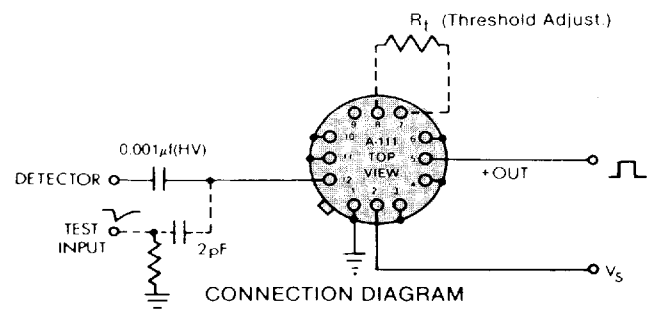 Rt (Threshold Adjust.)
9 8 7
10 6
A-111
0.001µf(HV)
11 TOP 5
+OUT
VIEW
DETECTOR
12 4
1 2 3
TEST
INPUT
2pF
VS
CONNECTION DIAGRAM